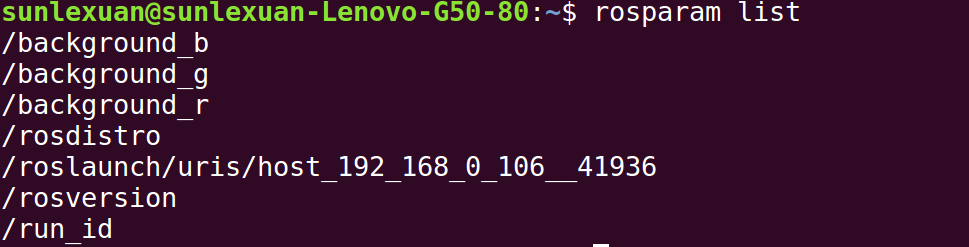 sunlexuan@sunlexuan-Lenovo-G50-80:~$ rosparam list
/background_b
/background_g
/background_r
/rosdistro
/roslaunch/uris/host_192_168_0_106__41936
/rosversion
/run_id